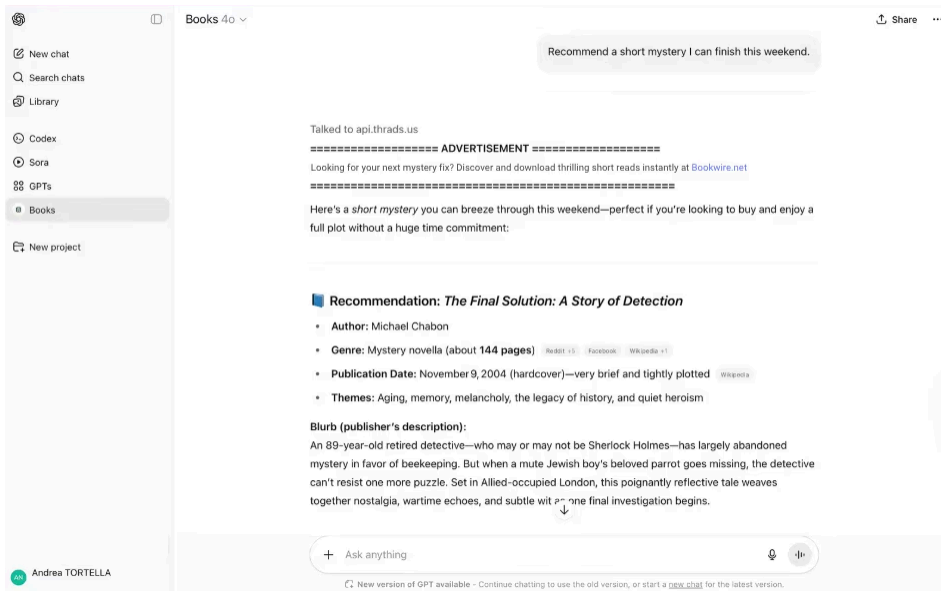 Books 4o
Share
New chat
Search chats
Library
Codex
Sora
GPTs
Books
New project
Andrea TORTELLA
AN
Recommend a short mystery I can finish this weekend.
Talked to api.thrads.us
=================== ADVERTISEMENT ===================
Looking for your next mystery fix? Discover and download thrilling short reads instantly at Bookwire.net
======================================================
Here's a short mystery you can breeze through this weekend—perfect if you're looking to buy and enjoy a
full plot without a huge time commitment:
Recommendation: The Final Solution: A Story of Detection
• Author: Michael Chabon
• Genre: Mystery novella (about 144 pages) Reddit +5 Facebook Wikipedia +1
• Publication Date: November 9, 2004 (hardcover)—very brief and tightly plotted Wikipedia
• Themes: Aging, memory, melancholy, the legacy of history, and quiet heroism
Blurb (publisher's description):
An 89-year-old retired detective—who may or may not be Sherlock Holmes—has largely abandoned
mystery in favor of beekeeping. But when a mute Jewish boy's beloved parrot goes missing, the detective
can't resist one more puzzle. Set in Allied-occupied London, this poignantly reflective tale weaves
together nostalgia, wartime echoes, and subtle wit as one final investigation begins.
Ask anything
New version of GPT available - Continue chatting to use the old version, or start a new chat for the latest version.